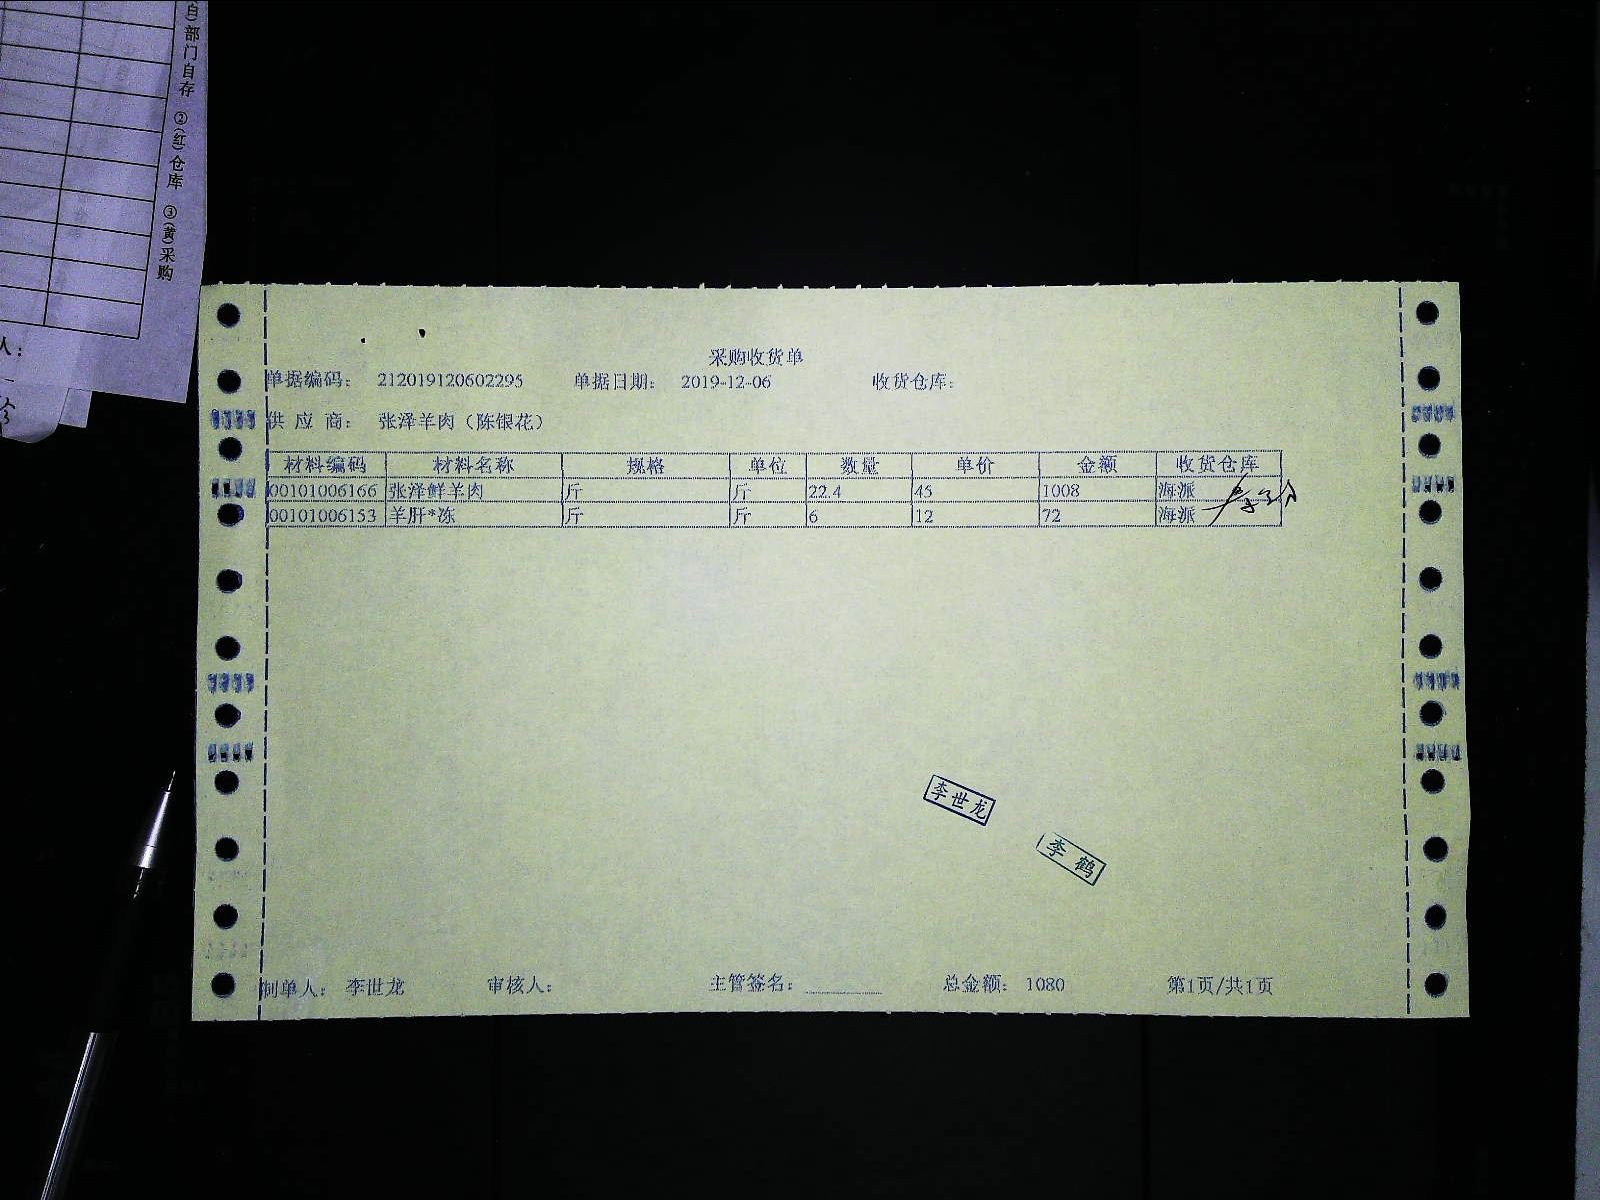 白)部门自存 ②(红)仓库 ③(黄)采购
人：
采购收货单
单据编码： 212019120602295 单据日期： 2019-12-06 收货仓库：
供 应 商： 张泽羊肉（陈银花）
材料编码 材料名称 规格 单位 数量 单价 金额 收货仓库
00101006166 张泽鲜羊肉 斤 斤 22.4 45 1008 海派
00101006153 羊肝*冻 斤 斤 6 12 72 海派
李世龙
李鹤
制单人： 李世龙 审核人： 主管签名： 总金额： 1080 第1页/共1页